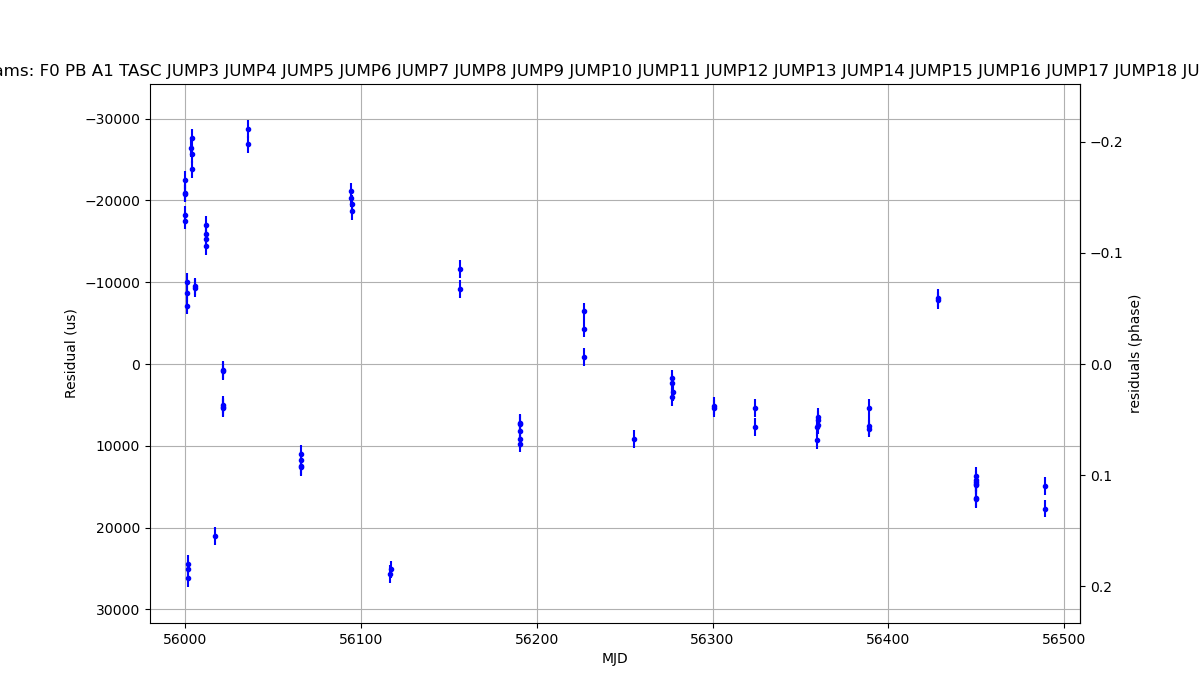 ams: F0 PB A1 TASC JUMP3 JUMP4 JUMP5 JUMP6 JUMP7 JUMP8 JUMP9 JUMP10 JUMP11 JUMP12 JUMP13 JUMP14 JUMP15 JUMP16 JUMP17 JUMP18 JU
−30000
−20000
−10000
0
10000
20000
30000
Residual (us)
−0.2
−0.1
0.0
0.1
0.2
residuals (phase)
56000 56100 56200 56300 56400 56500
MJD